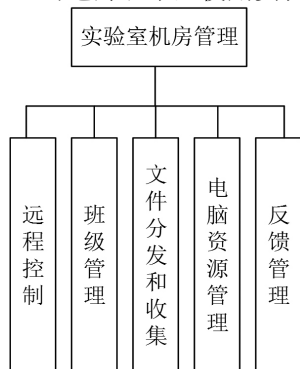 实验室机房管理
远程控制
班级管理
文件分发和收集
电脑资源管理
反馈管理